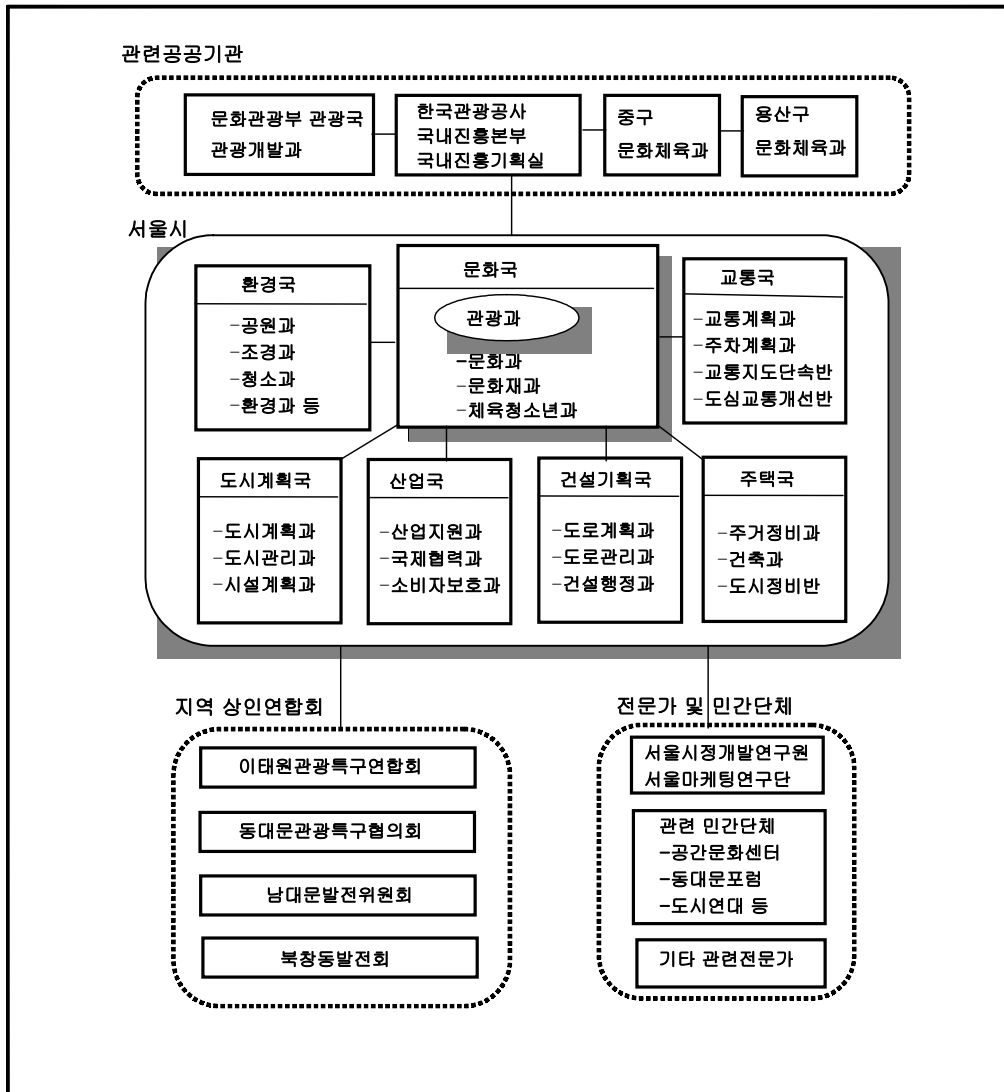 관련공공기관
문화관광부 관광국
관광개발과
한국관광공사
국내진흥본부
국내진흥기획실
중구
문화체육과
용산구
문화체육과
서울시
환경국
-공원과
-조경과
-청소과
-환경과 등
문화국
관광과
-문화과
-문화재과
-체육청소년과
교통국
-교통계획과
-주차계획과
-교통지도단속반
-도심교통개선반
도시계획국
-도시계획과
-도시관리과
-시설계획과
산업국
-산업지원과
-국제협력과
-소비자보호과
건설기획국
-도로계획과
-도로관리과
-건설행정과
주택국
-주거정비과
-건축과
-도시정비반
지역 상인연합회
이태원관광특구연합회
동대문관광특구협의회
남대문발전위원회
북창동발전회
전문가 및 민간단체
서울시정개발연구원
서울마케팅연구단
관련 민간단체
-공간문화센터
-동대문포럼
-도시연대 등
기타 관련전문가